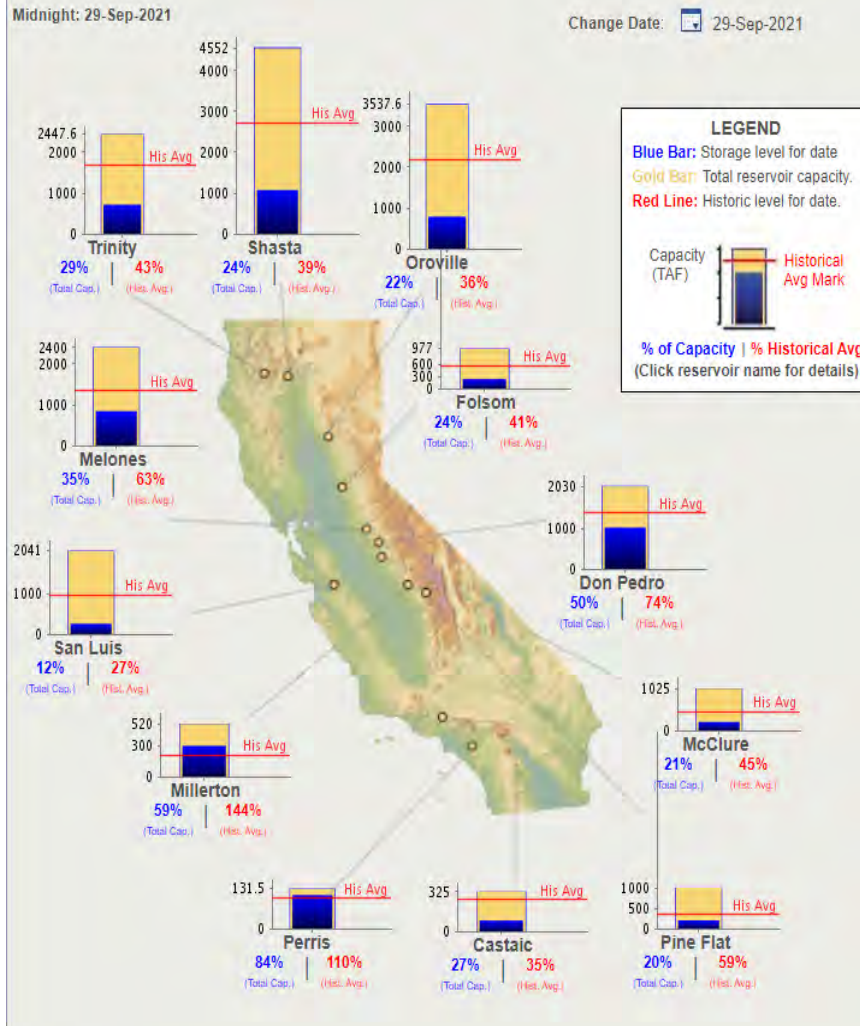 Midnight: 29-Sep-2021
Change Date: 29-Sep-2021
4552
4000
3000
2000
1000
0
His Avg
Shasta
24% | 39%
(Total Cap.) (Hist. Avg.)
2447.6
2000
1000
0
His Avg
Trinity
29% | 43%
(Total Cap.) (Hist. Avg.)
3537.6
3000
2000
1000
0
His Avg
Oroville
22% | 36%
(Total Cap.) (Hist. Avg.)
LEGEND
Blue Bar: Storage level for date
Gold Bar: Total reservoir capacity.
Red Line: Historic level for date.
Capacity
(TAF)
Historical
Avg Mark
% of Capacity | % Historical Avg
(Click reservoir name for details)
2400
2000
1000
0
His Avg
Melones
35% | 63%
(Total Cap.) (Hist. Avg.)
977
600
300
0
His Avg
Folsom
24% | 41%
(Total Cap.) (Hist. Avg.)
2030
1000
0
His Avg
Don Pedro
50% | 74%
(Total Cap.) (Hist. Avg.)
2041
1000
0
His Avg
San Luis
12% | 27%
(Total Cap.) (Hist. Avg.)
1025
0
His Avg
McClure
21% | 45%
(Total Cap.) (Hist. Avg.)
520
300
0
His Avg
Millerton
59% | 144%
(Total Cap.) (Hist. Avg.)
131.5
0
His Avg
Perris
84% | 110%
(Total Cap.) (Hist. Avg.)
325
0
His Avg
Castaic
27% | 35%
(Total Cap.) (Hist. Avg.)
1000
500
0
His Avg
Pine Flat
20% | 59%
(Total Cap.) (Hist. Avg.)